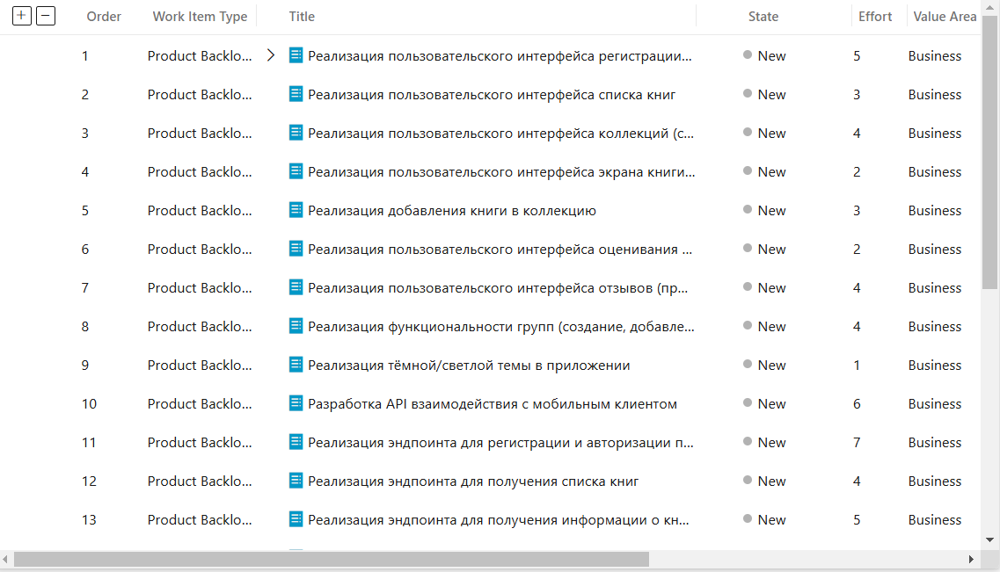 Order Work Item Type Title State Effort Value Area
1 Product Backlo... Реализация пользовательского интерфейса регистрации... New 5 Business
2 Product Backlo... Реализация пользовательского интерфейса списка книг New 3 Business
3 Product Backlo... Реализация пользовательского интерфейса коллекций (с... New 4 Business
4 Product Backlo... Реализация пользовательского интерфейса экрана книги... New 2 Business
5 Product Backlo... Реализация добавления книги в коллекцию New 3 Business
6 Product Backlo... Реализация пользовательского интерфейса оценивания ... New 2 Business
7 Product Backlo... Реализация пользовательского интерфейса отзывов (пр... New 4 Business
8 Product Backlo... Реализация функциональности групп (создание, добавле... New 4 Business
9 Product Backlo... Реализация тёмной/светлой темы в приложении New 1 Business
10 Product Backlo... Разработка API взаимодействия с мобильным клиентом New 6 Business
11 Product Backlo... Реализация эндпоинта для регистрации и авторизации п... New 7 Business
12 Product Backlo... Реализация эндпоинта для получения списка книг New 4 Business
13 Product Backlo... Реализация эндпоинта для получения информации о кн... New 5 Business